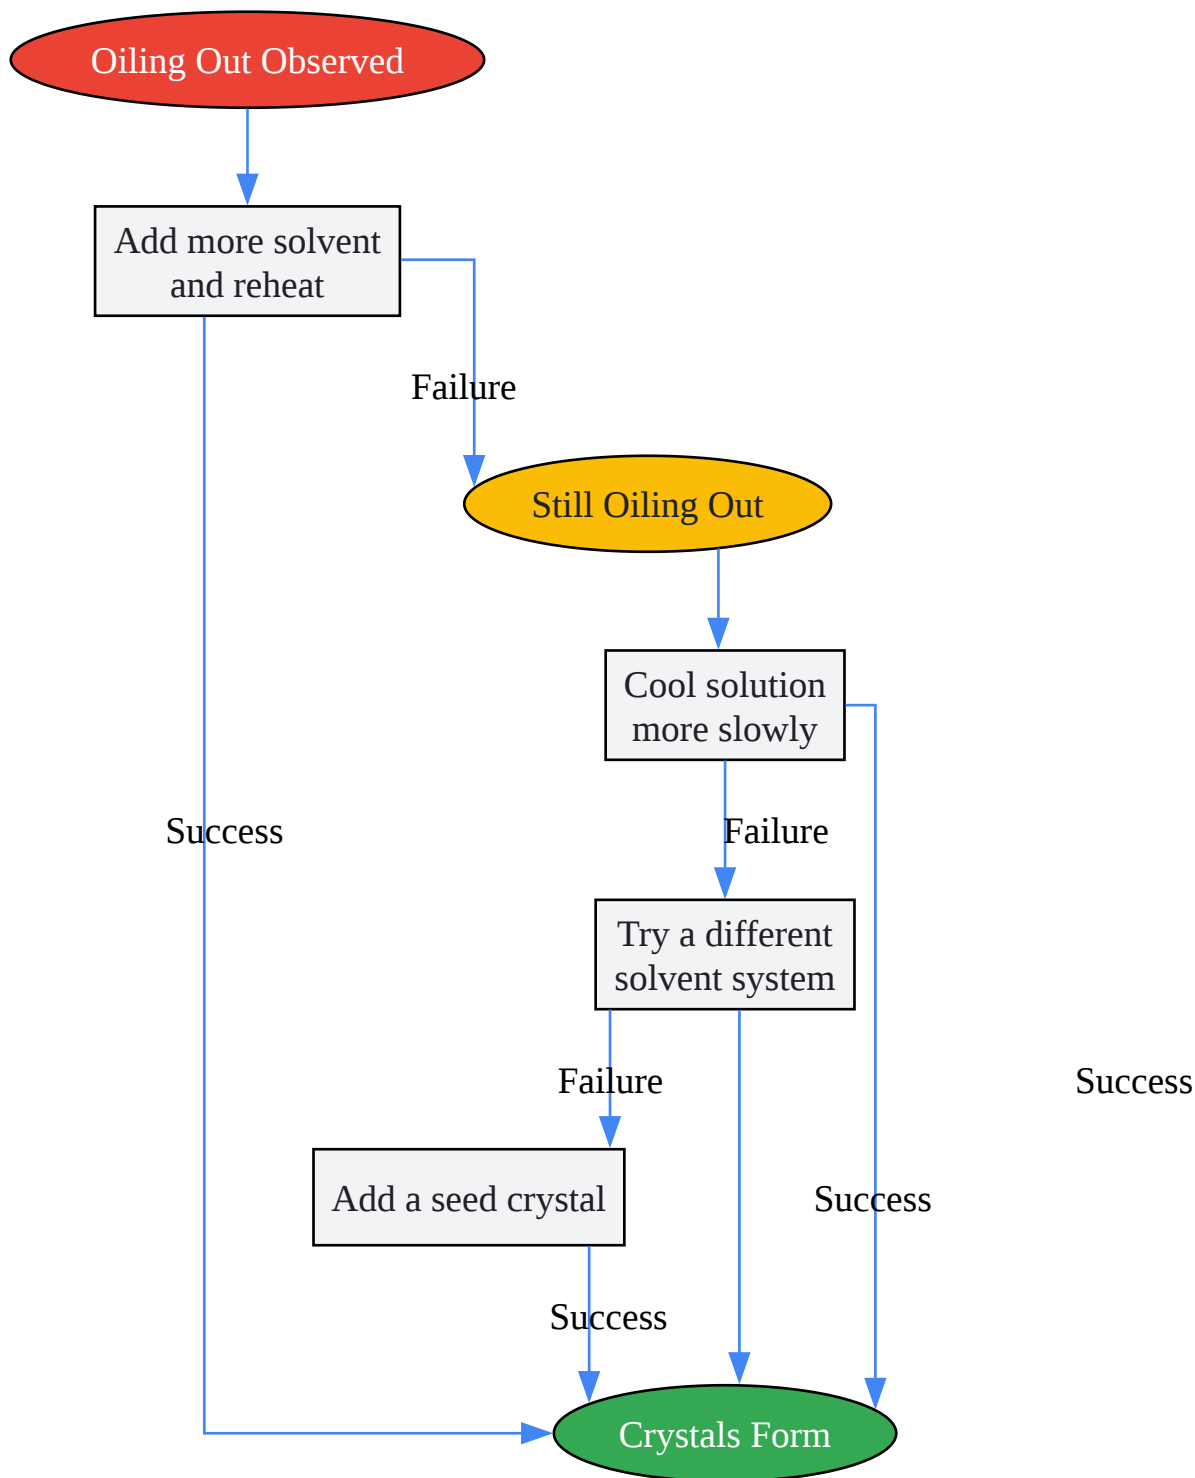 Oiling Out Observed
Add more solvent
and reheat
Failure
Still Oiling Out
Cool solution
more slowly
Success
Failure
Try a different
solvent system
Failure
Success
Add a seed crystal
Success
Success
Crystals Form